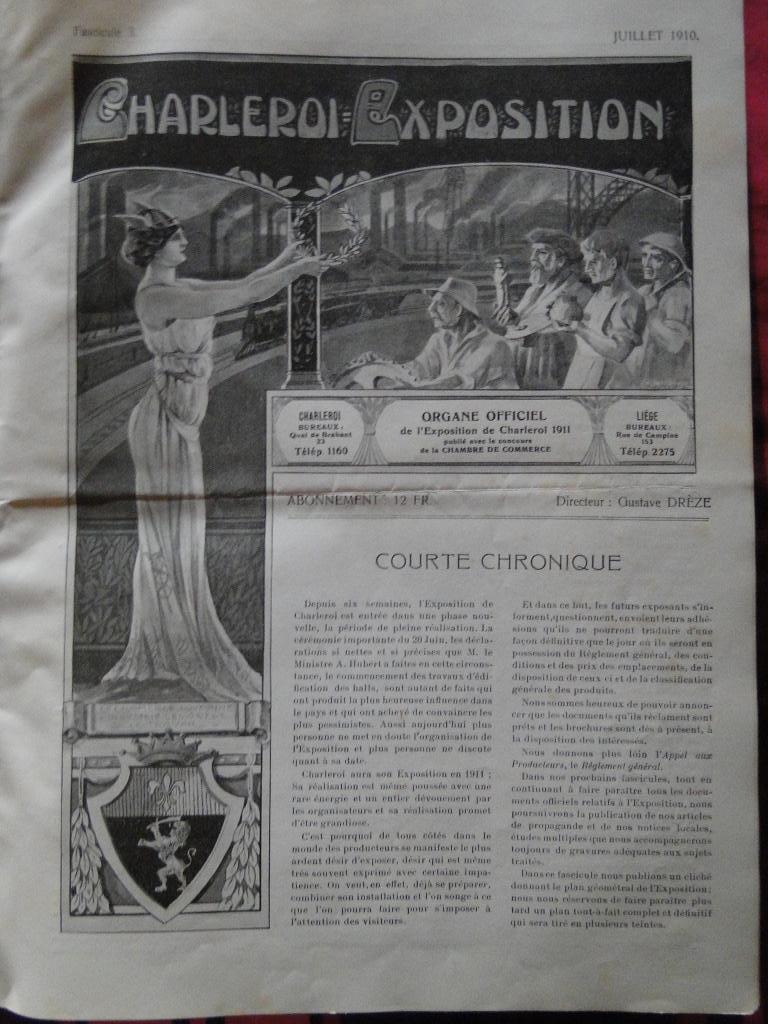 Fascicule 3.
JUILLET 1910.
CHARLEROI EXPOSITION
CHARLEROI
BUREAUX:
Quai de Brabant
23
Télép. 1160
ORGANE OFFICIEL
de l'Exposition de Charleroi 1911
publié avec le concours
de la CHAMBRE DE COMMERCE
LIÉGE
BUREAUX:
Rue de Campine
153
Télép. 2275
ABONNEMENT : 12 FR.
Directeur : Gustave DRÈZE
COURTE CHRONIQUE
Depuis six semaines, l'Exposition de
Charleroi est entrée dans une phase nou-
velle, la période de pleine réalisation. La
cérémonie importante du 20 Juin, les décla-
rations si nettes et si précises que M. le
Ministre A. Hubert a faites en cette circons-
tance, le commencement des travaux d'édi-
fication des halls, sont autant de faits qui
ont produit la plus heureuse influence dans
le pays et qui ont achevé de convaincre les
plus pessimistes. Aussi aujourd'hui plus
personne ne met en doute l'organisation de
l'Exposition et plus personne ne discute
quant à sa date.
Charleroi aura son Exposition en 1911 ;
Sa réalisation est même poussée avec une
rare énergie et un entier dévouement par
les organisateurs et sa réalisation promet
d'être grandiose.
C'est pourquoi de tous côtés dans le
monde des producteurs se manifeste le plus
ardent désir d'exposer, désir qui est même
très souvent exprimé avec certaine impa-
tience. On veut, en effet, déjà se préparer,
combiner son installation et l'on songe à ce
que l'on pourra faire pour s'imposer à
l'attention des visiteurs.
Et dans ce but, les futurs exposants s'in-
forment, questionnent, envoient leurs adhé-
sions qu'ils ne pourront traduire d'une
façon définitive que le jour où ils seront en
possession du Règlement général, des con-
ditions et des prix des emplacements, de la
disposition de ceux ci et de la classification
générale des produits.
Nous sommes heureux de pouvoir annon-
cer que les documents qu'ils réclament sont
prêts et les brochures sont dès à présent, à
la disposition des intéressés.
Nous donnons plus loin l'Appel aux
Producteurs, le Règlement général.
Dans nos prochains fascicules, tout en
continuant à faire paraître tous les docu-
ments officiels relatifs à l'Exposition, nous
poursuivrons la publication de nos articles
de propagande et de nos notices locales,
études multiples que nous accompagnerons
toujours de gravures adéquates aux sujets
traités.
Dans ce fascicule nous publions un cliché
donnant le plan géométral de l'Exposition ;
nous nous réservons de faire paraître plus
tard un plan tout-à-fait complet et définitif
qui sera tiré en plusieurs teintes.